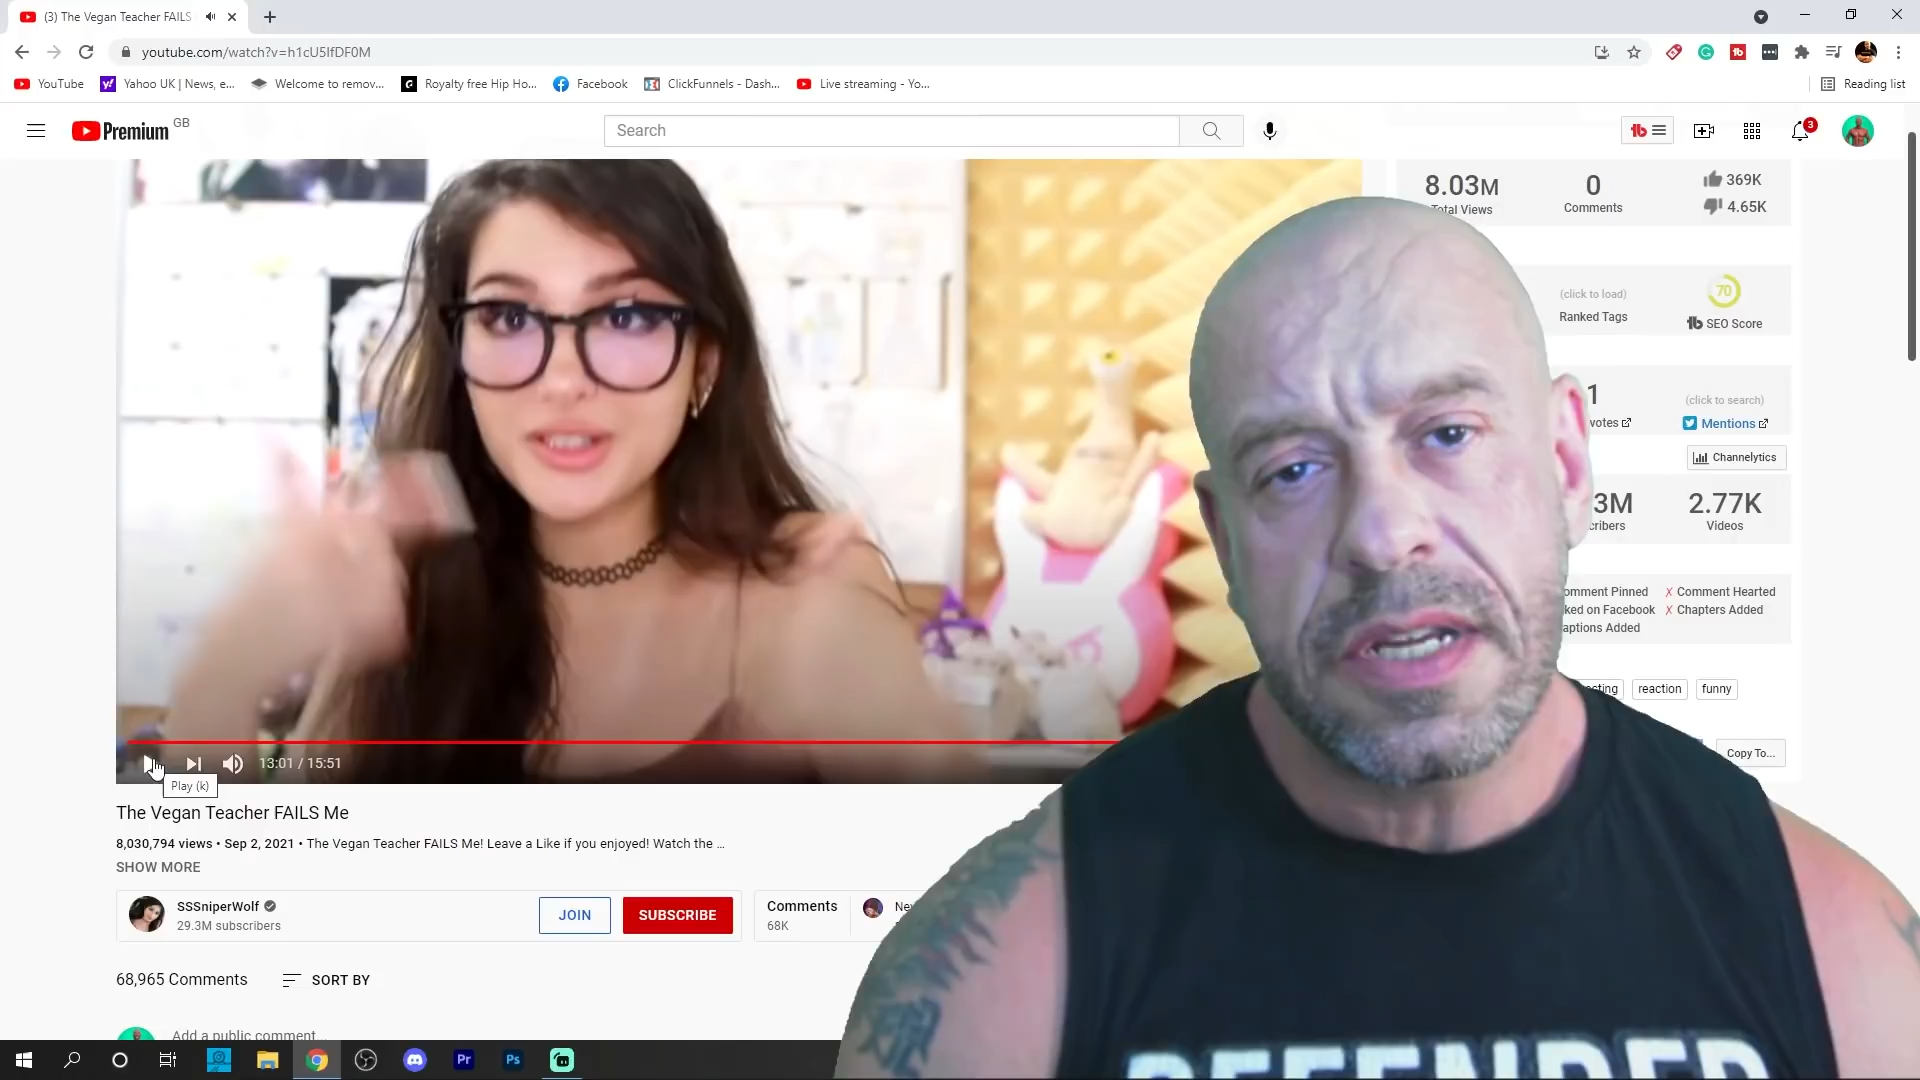 (3) The Vegan Teacher FAILS
youtube.com/watch?v=h1cU5IfDF0M
YouTube
Yahoo UK | News, e...
Welcome to remov...
Royalty free Hip Ho...
Facebook
ClickFunnels - Dash...
Live streaming - Yo...
Reading list
Premium GB
Search
3
8.03M
Total Views
0
Comments
369K
4.65K
(click to load)
Ranked Tags
70
SEO Score
1
votes
(click to search)
Mentions
Channelytics
3M
cribers
2.77K
Videos
omment Pinned
Comment Hearted
ked on Facebook
Chapters Added
aptions Added
reaction
funny
Copy To...
13:01 / 15:51
Play (k)
The Vegan Teacher FAILS Me
8,030,794 views • Sep 2, 2021 • The Vegan Teacher FAILS Me! Leave a Like if you enjoyed! Watch the ...
SHOW MORE
SSSniperWolf
29.3M subscribers
JOIN
SUBSCRIBE
Comments
68K
68,965 Comments
SORT BY
Add a public comment...
Pr
Ps
DEFENDER